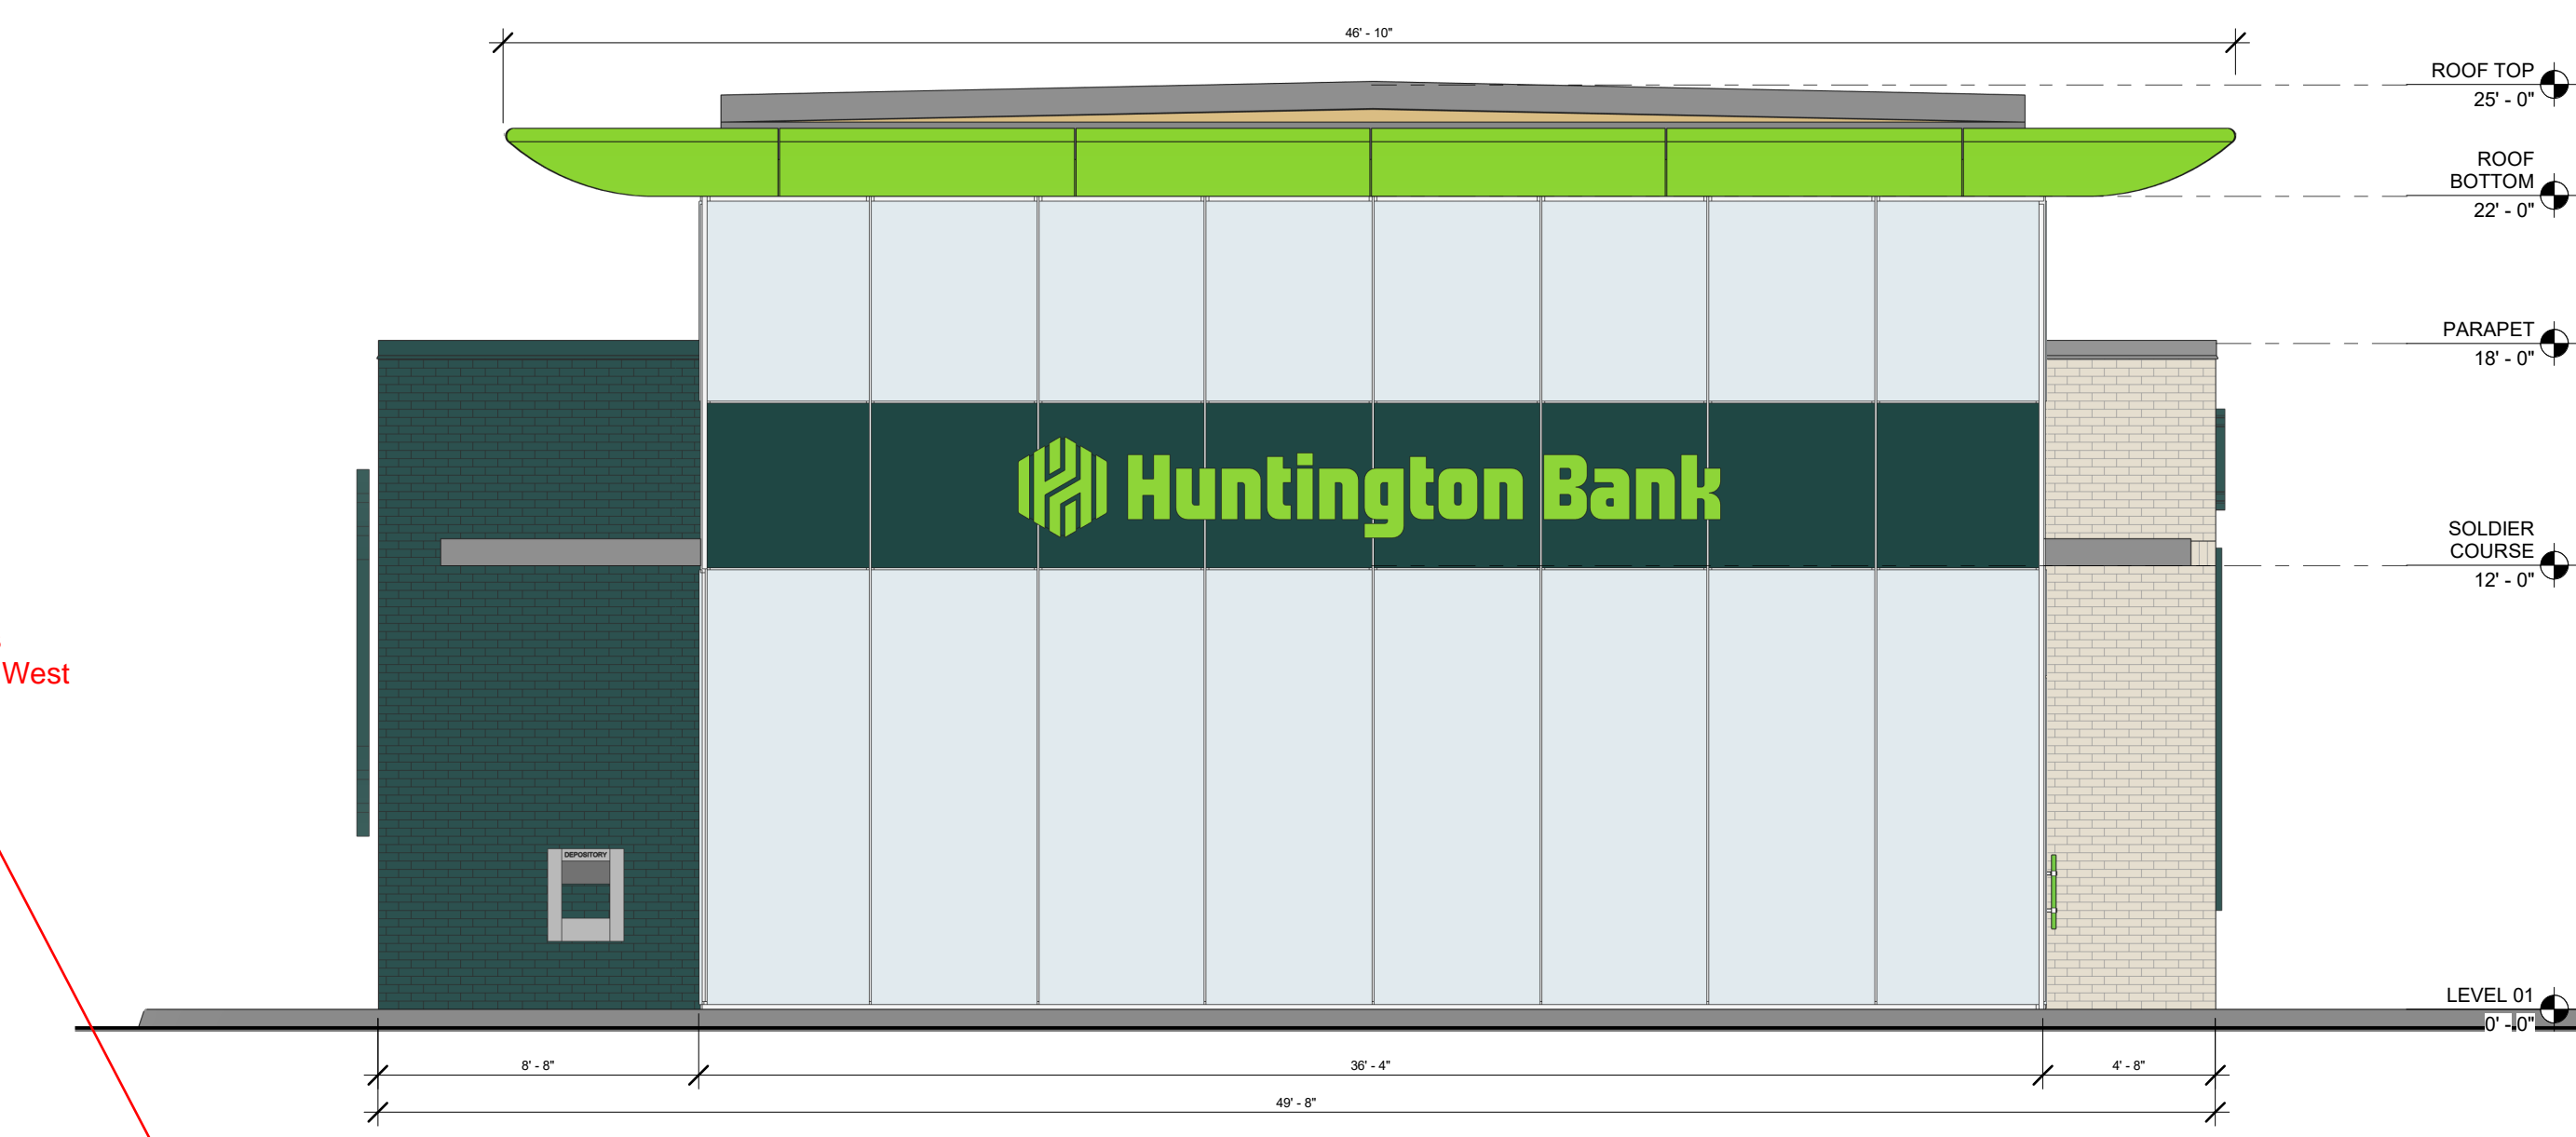 46' - 10"
ROOF TOP
25' - 0"
ROOF
BOTTOM
22' - 0"
PARAPET
18' - 0"
Huntington Bank
SOLDIER
COURSE
12' - 0"
West
DEPOSITORY
LEVEL 01
0' - 0"
8' - 8"
36' - 4"
4' - 8"
49' - 8"